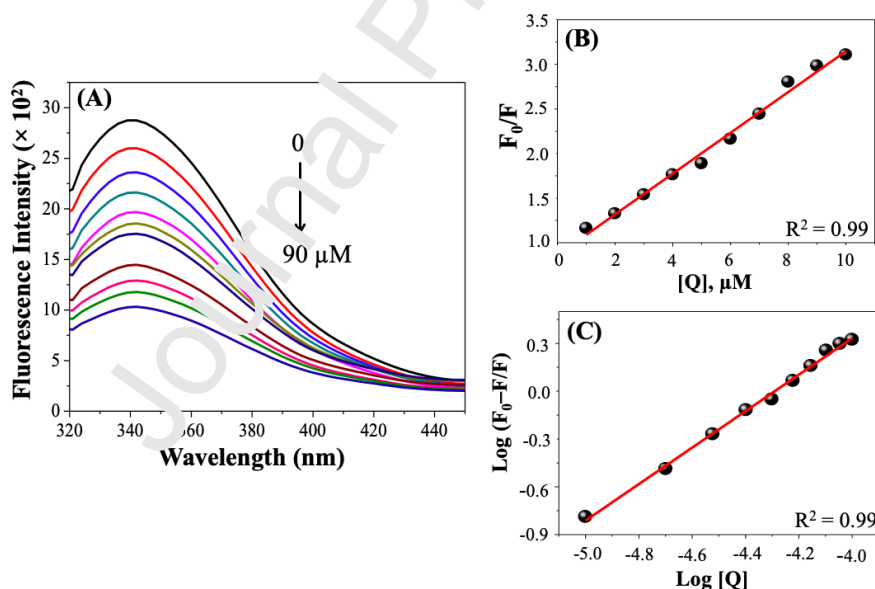 Journal P
(A)
Fluorescence Intensity (× 10²)
30
25
20
15
10
5
0
0
90 μM
320 340 360 380 400 420 440
Wavelength (nm)
(B)
F₀/F
3.5
3.0
2.5
2.0
1.5
1.0
R² = 0.99
0 2 4 6 8 10
[Q], μM
(C)
Log (F₀–F/F)
0.3
0.0
-0.3
-0.6
-0.9
R² = 0.99
-5.0 -4.8 -4.6 -4.4 -4.2 -4.0
Log [Q]